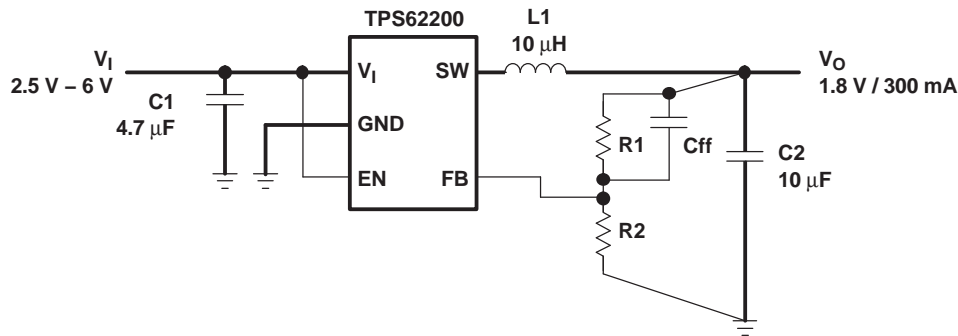 TPS62200
L1
10 μH
V_I
2.5 V – 6 V
C1
4.7 μF
V_I
SW
GND
EN
FB
R1
Cff
R2
V_O
1.8 V / 300 mA
C2
10 μF